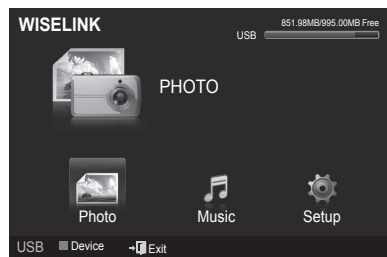 WISELINK
851.98MB/995.00MB Free
USB
PHOTO
Photo Music Setup
USB Device Exit